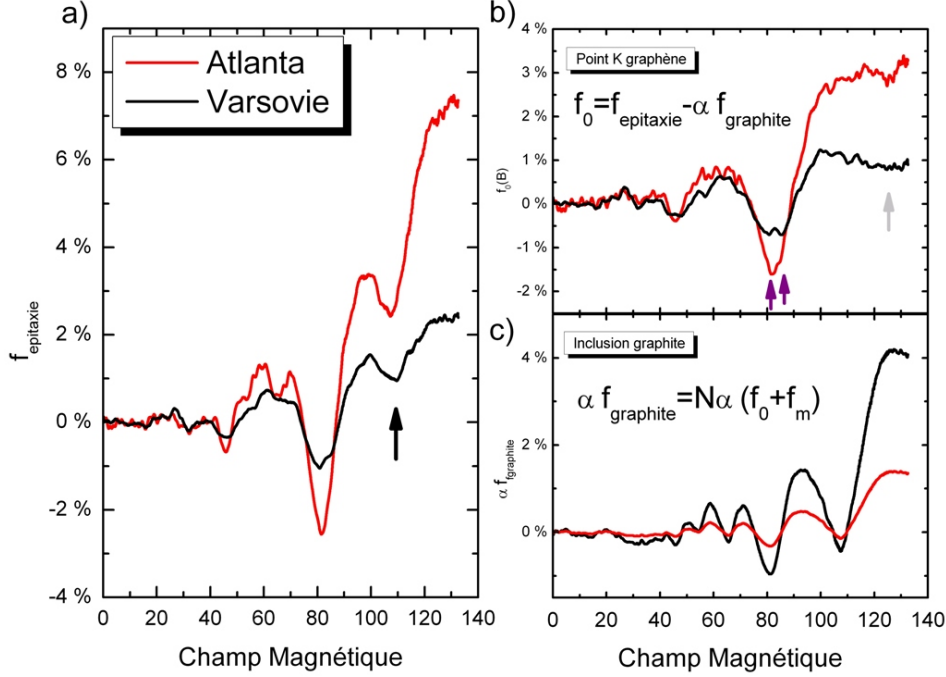 a)
Atlanta
Varsovie
8 %
6 %
4 %
2 %
0 %
-2 %
-4 %
f_epitaxie
0 20 40 60 80 100 120 140
Champ Magnétique
b)
Point K graphène
f_0=f_epitaxie-α f_graphite
4 %
3 %
2 %
1 %
0 %
-1 %
-2 %
f_0(B)
c)
Inclusion graphite
α f_graphite=Nα (f_0+f_m)
4 %
2 %
0 %
α f_fgraphite
0 20 40 60 80 100 120 140
Champ Magnétique